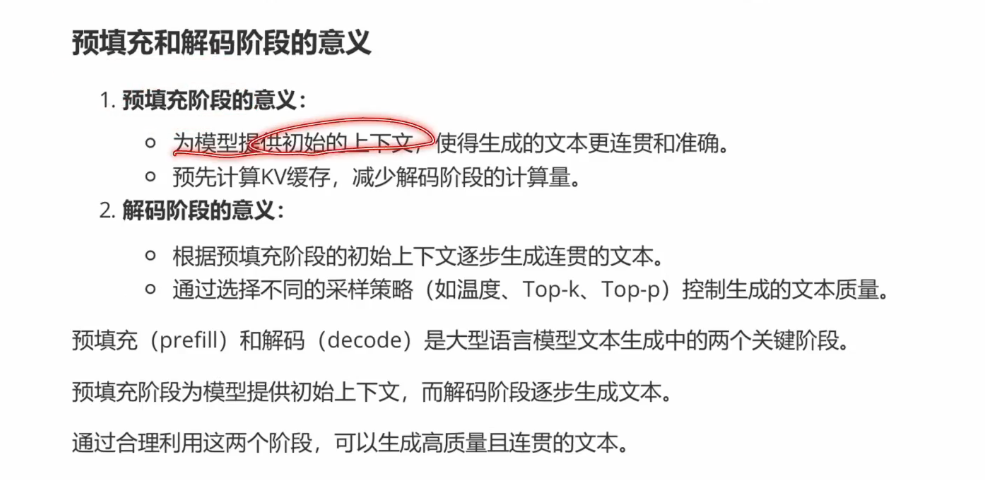 预填充和解码阶段的意义
1. 预填充阶段的意义：
为模型提供初始的上下文，使得生成的文本更连贯和准确。
预先计算KV缓存，减少解码阶段的计算量。
2. 解码阶段的意义：
根据预填充阶段的初始上下文逐步生成连贯的文本。
通过选择不同的采样策略（如温度、Top-k、Top-p）控制生成的文本质量。
预填充（prefill）和解码（decode）是大型语言模型文本生成中的两个关键阶段。
预填充阶段为模型提供初始上下文，而解码阶段逐步生成文本。
通过合理利用这两个阶段，可以生成高质量且连贯的文本。